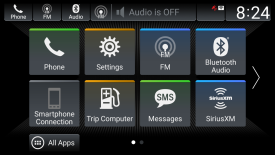 Phone
FM
Audio
FM
Audio is OFF
8:24
Phone
Settings
FM
Bluetooth
Audio
Smartphone
Connection
Trip Computer
SMS
Messages
SiriusXM
SiriusXM
All Apps